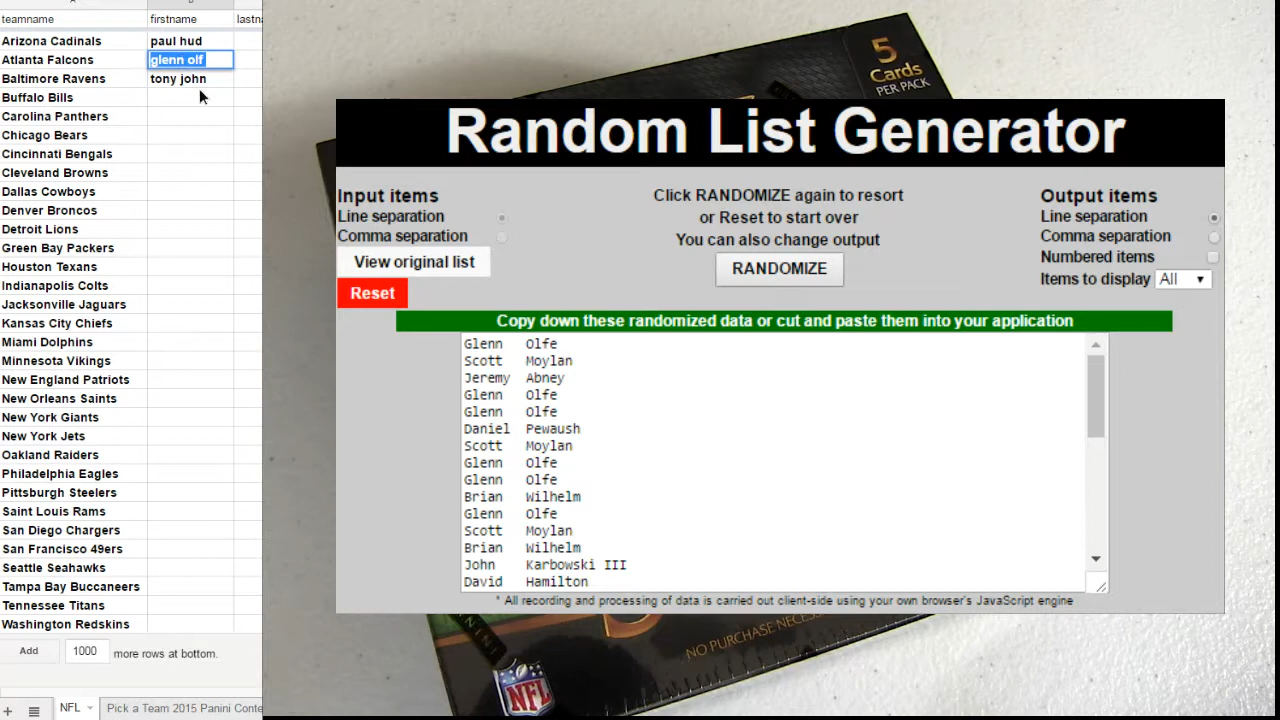 teamname firstname lastn
Arizona Cadinals paul hud
Atlanta Falcons glenn olf
Baltimore Ravens tony john
Buffalo Bills
Carolina Panthers
Chicago Bears
Cincinnati Bengals
Cleveland Browns
Dallas Cowboys
Denver Broncos
Detroit Lions
Green Bay Packers
Houston Texans
Indianapolis Colts
Jacksonville Jaguars
Kansas City Chiefs
Miami Dolphins
Minnesota Vikings
New England Patriots
New Orleans Saints
New York Giants
New York Jets
Oakland Raiders
Philadelphia Eagles
Pittsburgh Steelers
Saint Louis Rams
San Diego Chargers
San Francisco 49ers
Seattle Seahawks
Tampa Bay Buccaneers
Tennessee Titans
Washington Redskins
Add 1000 more rows at bottom.
NFL Pick a Team 2015 Panini Conte
5
Cards
PER PACK
Random List Generator
Input items
Line separation
Comma separation
View original list
Reset
Click RANDOMIZE again to resort
or Reset to start over
You can also change output
RANDOMIZE
Output items
Line separation
Comma separation
Numbered items
Items to display All
Copy down these randomized data or cut and paste them into your application
Glenn Olfe
Scott Moylan
Jeremy Abney
Glenn Olfe
Glenn Olfe
Daniel Pewaush
Scott Moylan
Glenn Olfe
Glenn Olfe
Brian Wilhelm
Glenn Olfe
Scott Moylan
Brian Wilhelm
John Karbowski III
David Hamilton
* All recording and processing of data is carried out client-side using your own browser's JavaScript engine
NO PURCHASE NECES
NFL